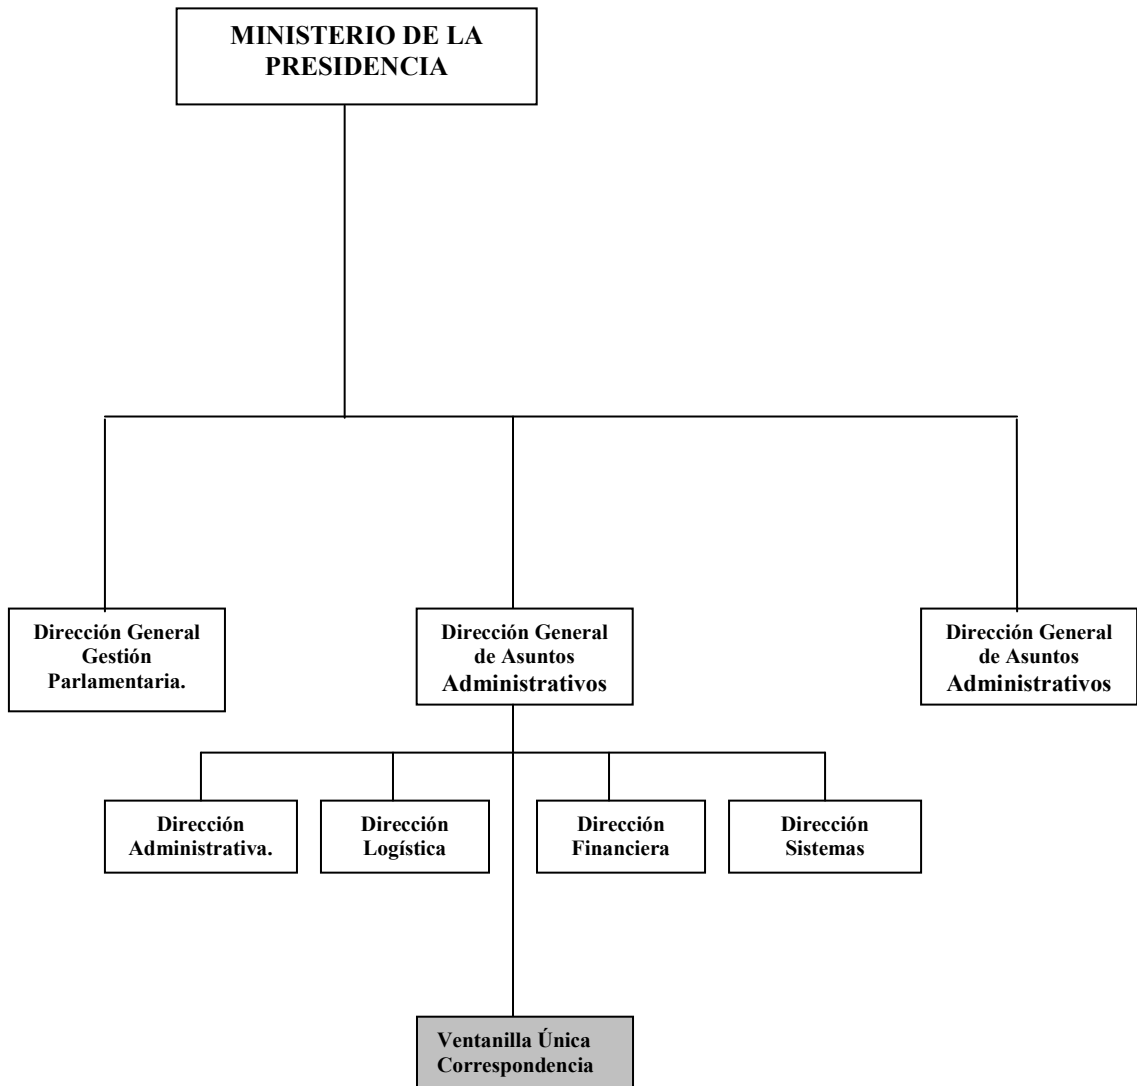 MINISTERIO DE LA
PRESIDENCIA
Dirección General
Gestión
Parlamentaria.
Dirección General
de Asuntos
Administrativos
Dirección General
de Asuntos
Administrativos
Dirección
Administrativa.
Dirección
Logística
Dirección
Financiera
Dirección
Sistemas
Ventanilla Única
Correspondencia